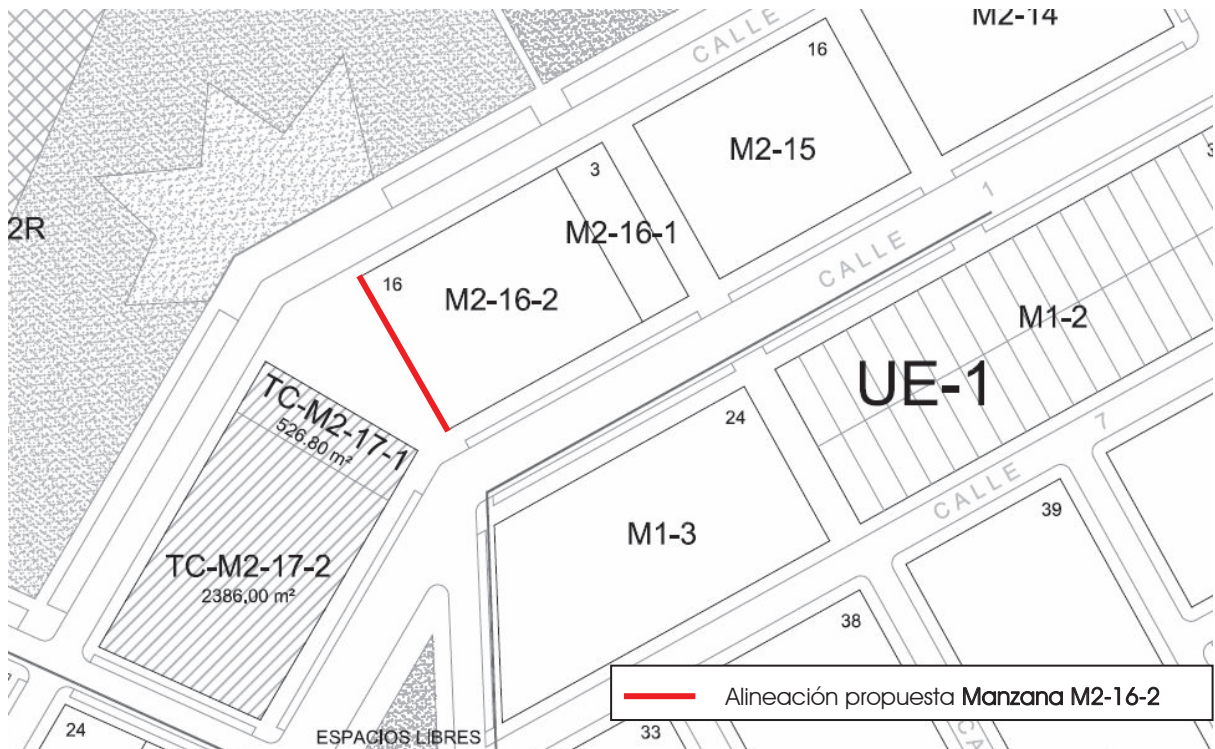 M2-14
CALLE
16
M2-15
3
M2-16-1
2R
1
CALLE
16
M2-16-2
M1-2
UE-1
TC-M2-17-1
526.80 m²
24
7
CALLE
M1-3
39
TC-M2-17-2
2386,00 m²
38
Alineación propuesta Manzana M2-16-2
24
ESPACIOS LIBRES
33